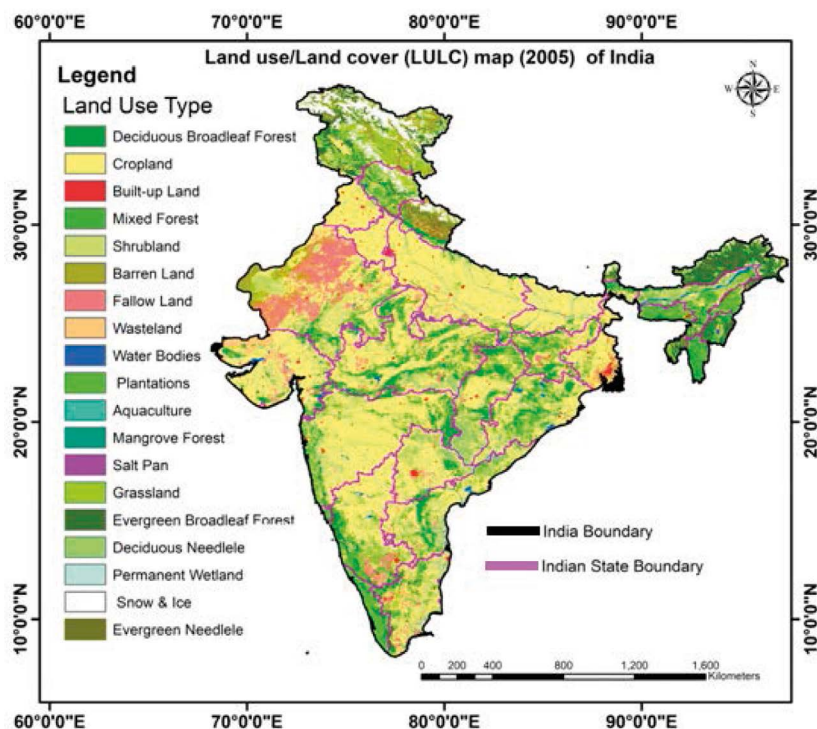 60°0'0"E 70°0'0"E 80°0'0"E 90°0'0"E
Land use/Land cover (LULC) map (2005) of India
Legend
Land Use Type
Deciduous Broadleaf Forest
Cropland
Built-up Land
Mixed Forest
Shrubland
Barren Land
Fallow Land
Wasteland
Water Bodies
Plantations
Aquaculture
Mangrove Forest
Salt Pan
Grassland
Evergreen Broadleaf Forest
Deciduous Needlele
Permanent Wetland
Snow & Ice
Evergreen Needlele
N
W E
S
30°0'0"N
20°0'0"N
10°0'0"N
30°0'0"N
20°0'0"N
10°0'0"N
India Boundary
Indian State Boundary
0 200 400 800 1,200 1,600
Kilometers
60°0'0"E 70°0'0"E 80°0'0"E 90°0'0"E